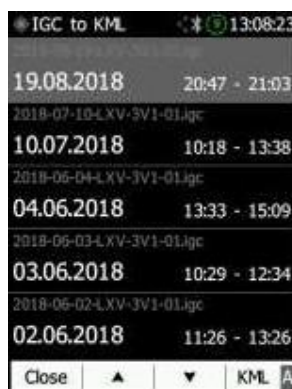 IGC to KML 13:08:23
19.08.2018 20:47 - 21:03
2018-07-10-LXV-3V1-01.igc
10.07.2018 10:18 - 13:38
2018-06-04-LXV-3V1-01.igc
04.06.2018 13:33 - 15:09
2018-06-03-LXV-3V1-01.igc
03.06.2018 10:29 - 12:34
2018-06-02-LXV-3V1-01.igc
02.06.2018 11:26 - 13:26
Close ▲ ▼ KML A